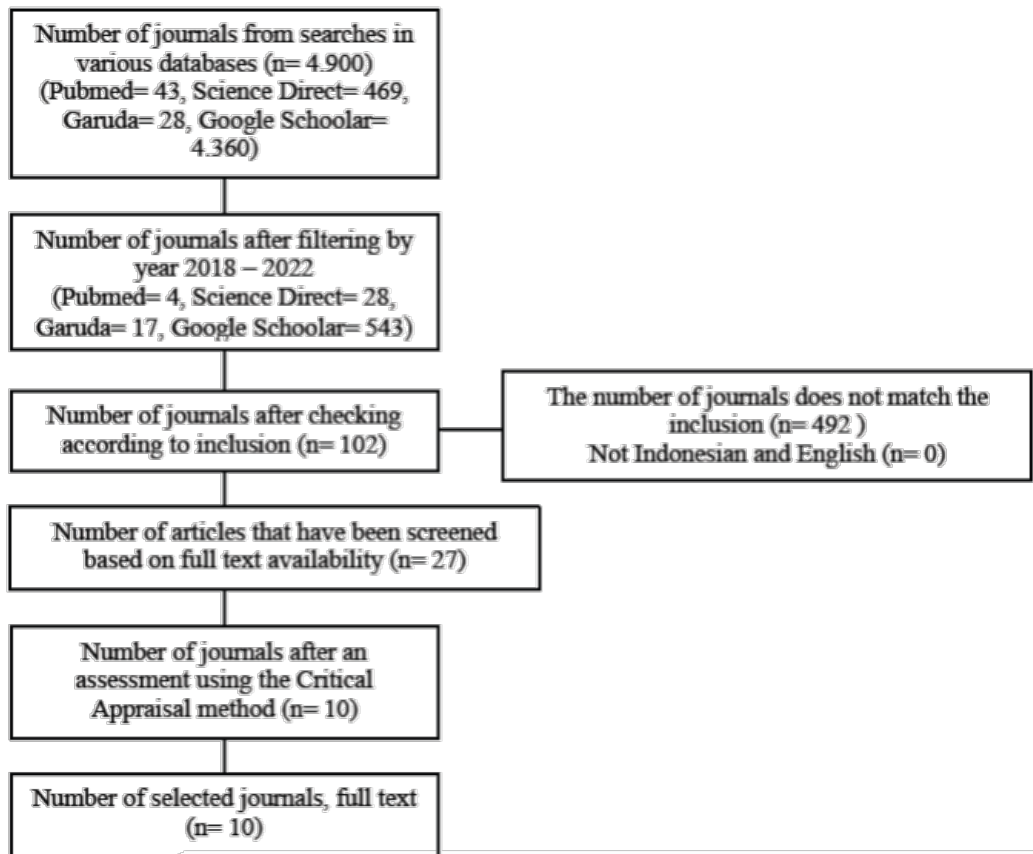 Number of journals from searches in
various databases (n= 4.900)
(Pubmed= 43, Science Direct= 469,
Garuda= 28, Google Schoolar=
4.360)
Number of journals after filtering by
year 2018 – 2022
(Pubmed= 4, Science Direct= 28,
Garuda= 17, Google Schoolar= 543)
Number of journals after checking
according to inclusion (n= 102)
The number of journals does not match the
inclusion (n= 492 )
Not Indonesian and English (n= 0)
Number of articles that have been screened
based on full text availability (n= 27)
Number of journals after an
assessment using the Critical
Appraisal method (n= 10)
Number of selected journals, full text
(n= 10)